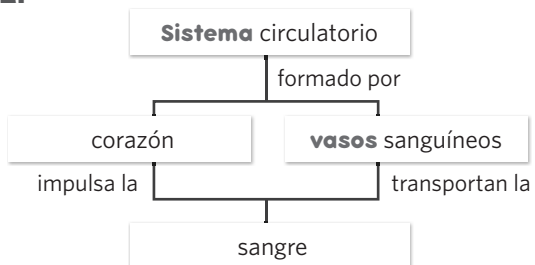 Sistema circulatorio
formado por
corazón
vasos sanguíneos
impulsa la
transportan la
sangre